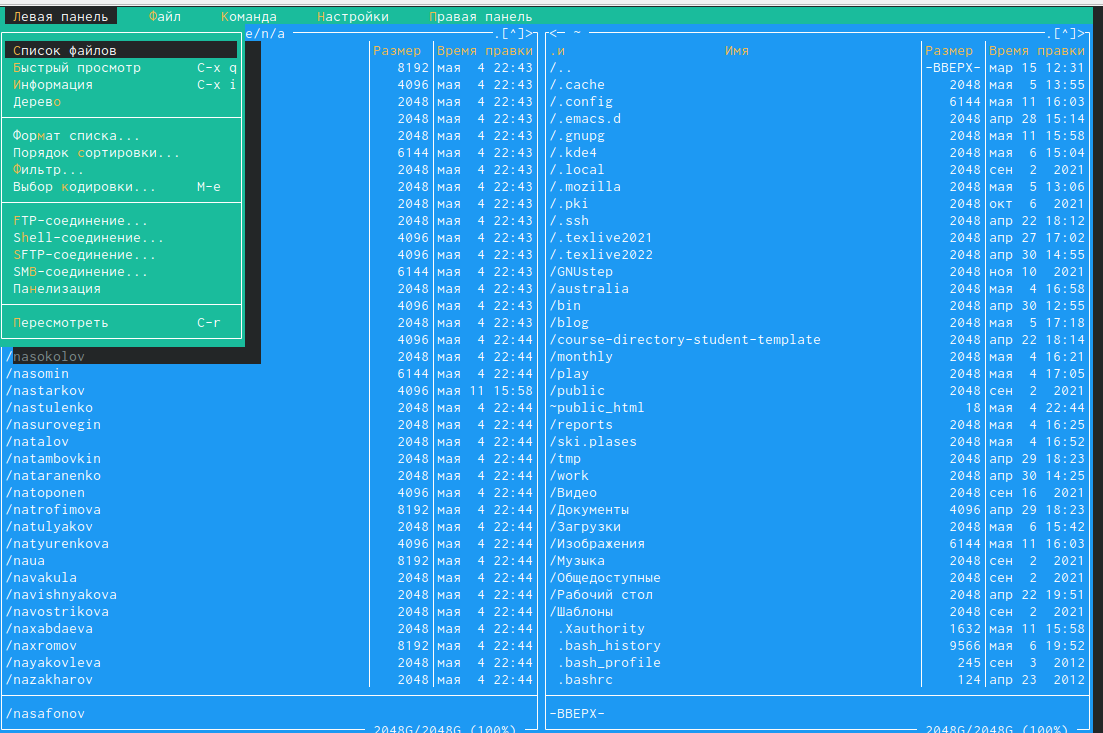 Левая панель Файл Команда Настройки Правая панель
e/n/a .[^]> <— ~ .[^]>
Список файлов Размер Время правки .и Имя Размер Время правки
Быстрый просмотр C-x q 8192 мая 4 22:43 /.. -ВВЕРХ- мар 15 12:31
Информация C-x i 4096 мая 4 22:43 /.cache 2048 мая 5 13:55
Дерево 2048 мая 4 22:43 /.config 6144 мая 11 16:03
2048 мая 4 22:43 /.emacs.d 2048 апр 28 15:14
Формат списка... 2048 мая 4 22:43 /.gnupg 2048 мая 11 15:58
Порядок сортировки... 6144 мая 4 22:43 /.kde4 2048 мая 6 15:04
Фильтр... 2048 мая 4 22:43 /.local 2048 сен 2 2021
Выбор кодировки... M-e 2048 мая 4 22:43 /.mozilla 2048 мая 5 13:06
2048 мая 4 22:43 /.pki 2048 окт 6 2021
FTP-соединение... 2048 мая 4 22:43 /.ssh 2048 апр 22 18:12
Shell-соединение... 4096 мая 4 22:43 /.texlive2021 2048 апр 27 17:02
SFTP-соединение... 4096 мая 4 22:43 /.texlive2022 2048 апр 30 14:55
SMB-соединение... 6144 мая 4 22:43 /GNUstep 2048 ноя 10 2021
Панелизация 2048 мая 4 22:43 /australia 2048 мая 4 16:58
4096 мая 4 22:43 /bin 2048 апр 30 12:55
Пересмотреть C-r 2048 мая 4 22:43 /blog 2048 мая 5 17:18
4096 мая 4 22:44 /course-directory-student-template 2048 апр 22 18:14
/nasokolov 2048 мая 4 22:44 /monthly 2048 мая 4 16:21
/nasomin 6144 мая 4 22:44 /play 2048 мая 4 17:05
/nastarkov 4096 мая 11 15:58 /public 2048 сен 2 2021
/nastulenko 2048 мая 4 22:44 ~public_html 18 мая 4 22:44
/nasurovegin 2048 мая 4 22:44 /reports 2048 мая 4 16:25
/natalov 2048 мая 4 22:44 /ski.plases 2048 мая 4 16:52
/natambovkin 2048 мая 4 22:44 /tmp 2048 апр 29 18:23
/nataranenko 2048 мая 4 22:44 /work 2048 апр 30 14:25
/natoponen 4096 мая 4 22:44 /Видео 2048 сен 16 2021
/natrofimova 8192 мая 4 22:44 /Документы 4096 апр 29 18:23
/natulyakov 2048 мая 4 22:44 /Загрузки 2048 мая 6 15:42
/natyurenkova 4096 мая 4 22:44 /Изображения 6144 мая 11 16:03
/naua 8192 мая 4 22:44 /Музыка 2048 сен 2 2021
/navakula 2048 мая 4 22:44 /Общедоступные 2048 сен 2 2021
/navishnyakova 2048 мая 4 22:44 /Рабочий стол 2048 апр 22 19:51
/navostrikova 2048 мая 4 22:44 /Шаблоны 2048 сен 2 2021
/naxabdaeva 2048 мая 4 22:44 .Xauthority 1632 мая 11 15:58
/naxromov 8192 мая 4 22:44 .bash_history 9566 мая 6 19:52
/nayakovleva 2048 мая 4 22:44 .bash_profile 245 сен 3 2012
/nazakharov 2048 мая 4 22:44 .bashrc 124 апр 23 2012
/nasafonov -ВВЕРХ-
2048G/2048G (100%) 2048G/2048G (100%)